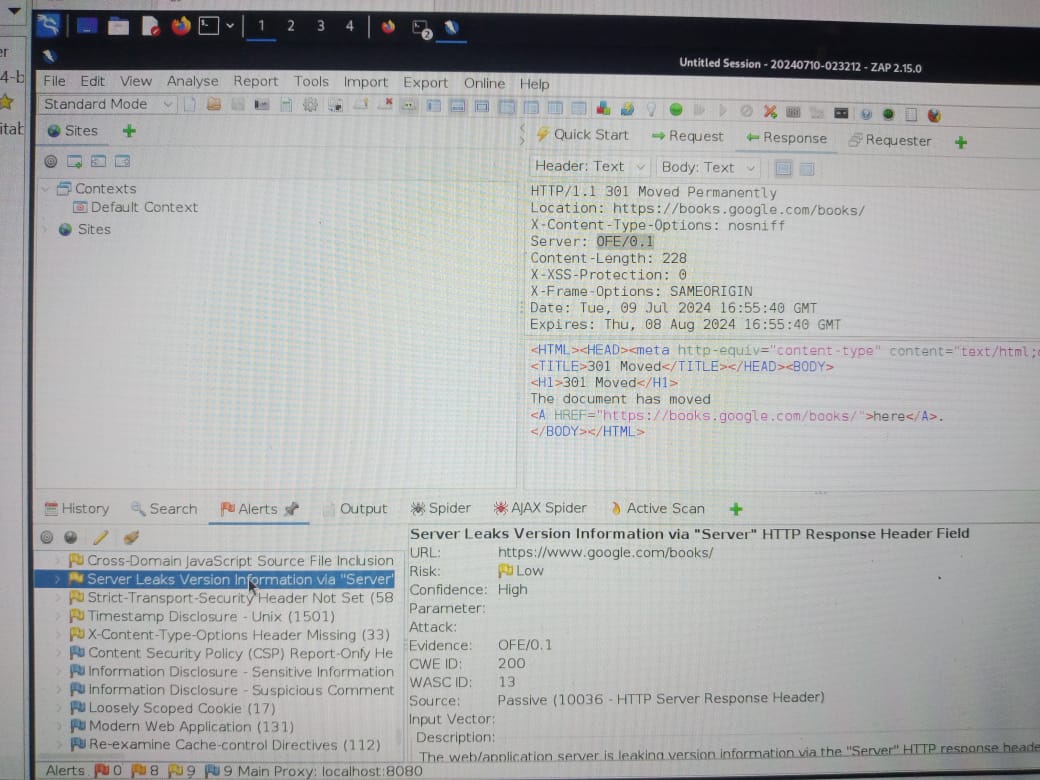 1 2 3 4
2
Untitled Session - 20240710-023212 - ZAP 2.15.0
File Edit View Analyse Report Tools Import Export Online Help
Standard Mode
Sites
Quick Start Request Response Requester
Header: Text Body: Text
Contexts
Default Context
Sites
HTTP/1.1 301 Moved Permanently
Location: https://books.google.com/books/
X-Content-Type-Options: nosniff
Server: OFE/0.1
Content-Length: 228
X-XSS-Protection: 0
X-Frame-Options: SAMEORIGIN
Date: Tue, 09 Jul 2024 16:55:40 GMT
Expires: Thu, 08 Aug 2024 16:55:40 GMT
<HTML><HEAD><meta http-equiv="content-type" content="text/html;
<TITLE>301 Moved</TITLE></HEAD><BODY>
<H1>301 Moved</H1>
The document has moved
<A HREF="https://books.google.com/books/">here</A>.
</BODY></HTML>
History Search Alerts Output Spider AJAX Spider Active Scan
Cross-Domain JavaScript Source File Inclusion
Server Leaks Version Information via "Server"
Strict-Transport-Security Header Not Set (58
Timestamp Disclosure - Unix (1501)
X-Content-Type-Options Header Missing (33)
Content Security Policy (CSP) Report-Only He
Information Disclosure - Sensitive Information
Information Disclosure - Suspicious Comment
Loosely Scoped Cookie (17)
Modern Web Application (131)
Re-examine Cache-control Directives (112)
Server Leaks Version Information via "Server" HTTP Response Header Field
URL: https://www.google.com/books/
Risk: Low
Confidence: High
Parameter:
Attack:
Evidence: OFE/0.1
CWE ID: 200
WASC ID: 13
Source: Passive (10036 - HTTP Server Response Header)
Input Vector:
Description:
The web/application server is leaking version information via the "Server" HTTP response heade
Alerts 0 8 9 9 Main Proxy: localhost:8080